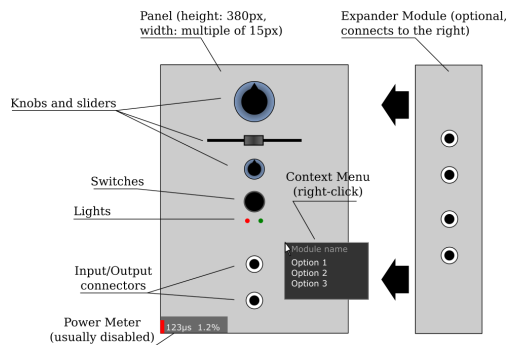 Panel (height: 380px,
width: multiple of 15px)
Expander Module (optional,
connects to the right)
Knobs and sliders
Switches
Lights
Context Menu
(right-click)
Module name
Option 1
Option 2
Option 3
Input/Output
connectors
Power Meter
(usually disabled)
123μs 1.2%